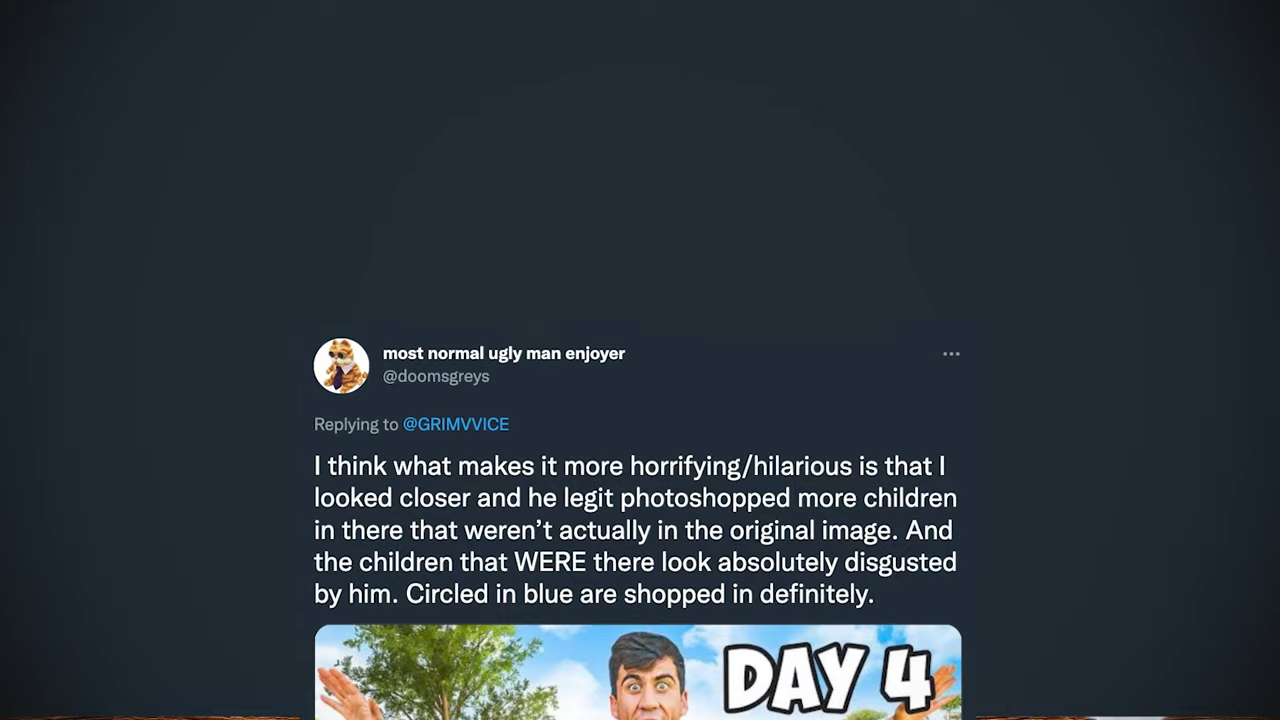 most normal ugly man enjoyer
@doomsgreys
Replying to @GRIMVVICE
I think what makes it more horrifying/hilarious is that I
looked closer and he legit photoshopped more children
in there that weren’t actually in the original image. And
the children that WERE there look absolutely disgusted
by him. Circled in blue are shopped in definitely.
DAY 4